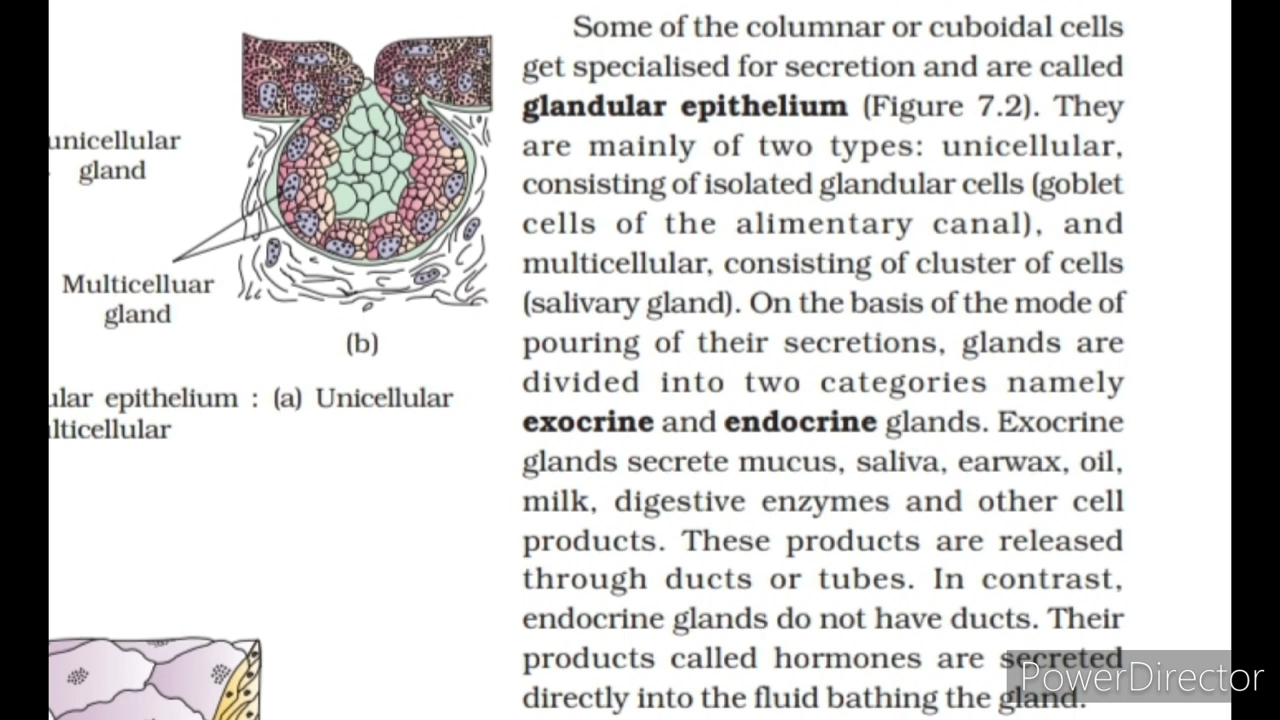 unicellular
gland
Multicelluar
gland
(b)
ular epithelium : (a) Unicellular
lticellular
Some of the columnar or cuboidal cells
get specialised for secretion and are called
glandular epithelium (Figure 7.2). They
are mainly of two types: unicellular,
consisting of isolated glandular cells (goblet
cells of the alimentary canal), and
multicellular, consisting of cluster of cells
(salivary gland). On the basis of the mode of
pouring of their secretions, glands are
divided into two categories namely
exocrine and endocrine glands. Exocrine
glands secrete mucus, saliva, earwax, oil,
milk, digestive enzymes and other cell
products. These products are released
through ducts or tubes. In contrast,
endocrine glands do not have ducts. Their
products called hormones are secreted
directly into the fluid bathing the gland.
PowerDirector